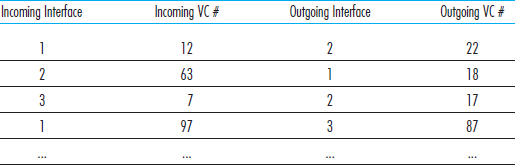 Incoming Interface Incoming VC # Outgoing Interface Outgoing VC #
1 12 2 22
2 63 1 18
3 7 2 17
1 97 3 87
... ... ... ...